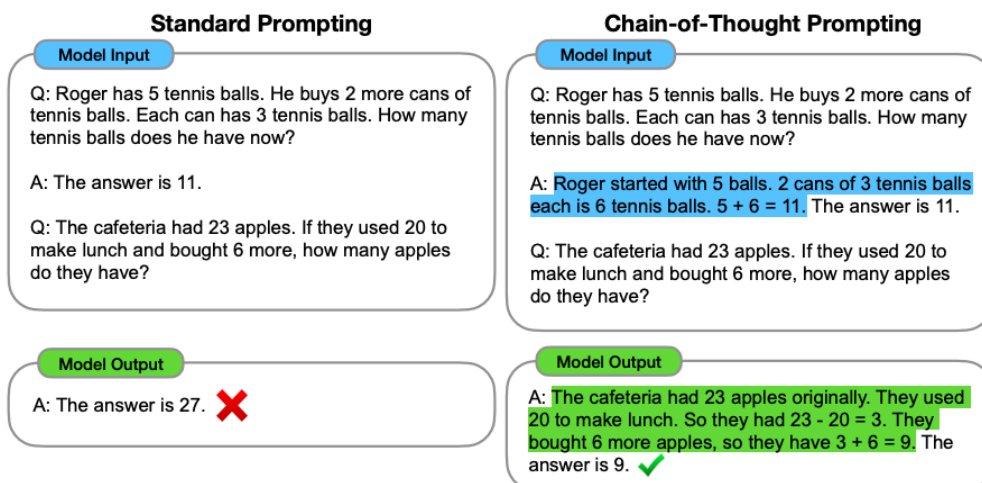 Standard Prompting
Model Input
Q: Roger has 5 tennis balls. He buys 2 more cans of
tennis balls. Each can has 3 tennis balls. How many
tennis balls does he have now?
A: The answer is 11.
Q: The cafeteria had 23 apples. If they used 20 to
make lunch and bought 6 more, how many apples
do they have?
Model Output
A: The answer is 27.
Chain-of-Thought Prompting
Model Input
Q: Roger has 5 tennis balls. He buys 2 more cans of
tennis balls. Each can has 3 tennis balls. How many
tennis balls does he have now?
A: Roger started with 5 balls. 2 cans of 3 tennis balls
each is 6 tennis balls. 5 + 6 = 11. The answer is 11.
Q: The cafeteria had 23 apples. If they used 20 to
make lunch and bought 6 more, how many apples
do they have?
Model Output
A: The cafeteria had 23 apples originally. They used
20 to make lunch. So they had 23 - 20 = 3. They
bought 6 more apples, so they have 3 + 6 = 9. The
answer is 9.